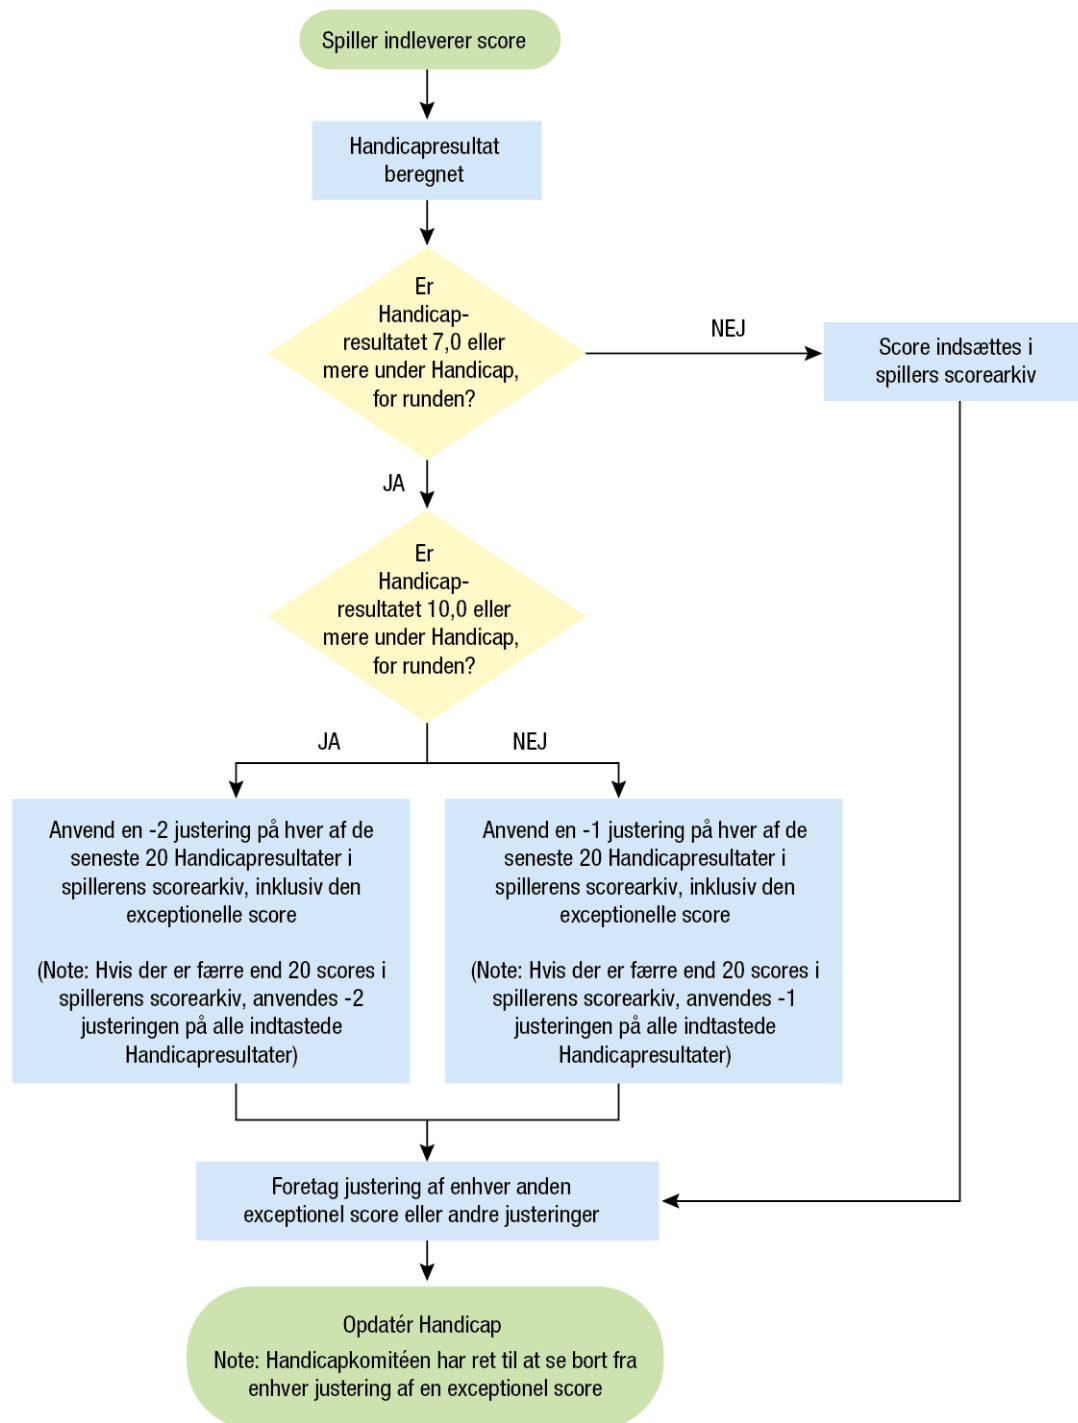 Spiller indleverer score
Handicapresultat
beregnet
Er
Handicap-
resultatet 7,0 eller
mere under Handicap,
for runden?
NEJ
Score indsættes i
spillers scorearkiv
JA
Er
Handicap-
resultatet 10,0 eller
mere under Handicap,
for runden?
JA
NEJ
Anvend en -2 justering på hver af de
seneste 20 Handicapresultater i
spillerens scorearkiv, inklusiv den
exceptionelle score
(Note: Hvis der er færre end 20 scores i
spillerens scorearkiv, anvendes -2
justeringen på alle indtastede
Handicapresultater)
Anvend en -1 justering på hver af de
seneste 20 Handicapresultater i
spillerens scorearkiv, inklusiv den
exceptionelle score
(Note: Hvis der er færre end 20 scores i
spillerens scorearkiv, anvendes -1
justeringen på alle indtastede
Handicapresultater)
Foretag justering af enhver anden
exceptionel score eller andre justeringer
Opdatér Handicap
Note: Handicapkomitéen har ret til at se bort fra
enhver justering af en exceptionel score